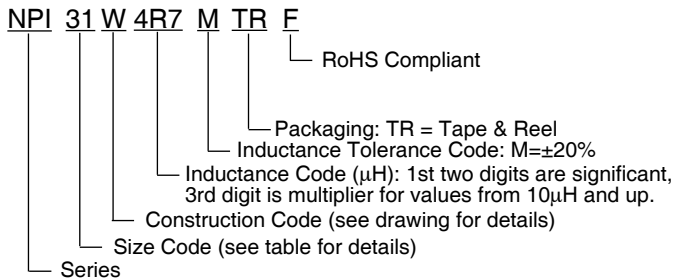 NPI 31 W 4R7 M TR F
RoHS Compliant
Packaging: TR = Tape & Reel
Inductance Tolerance Code: M=±20%
Inductance Code (μH): 1st two digits are significant,
3rd digit is multiplier for values from 10μH and up.
Construction Code (see drawing for details)
Size Code (see table for details)
Series